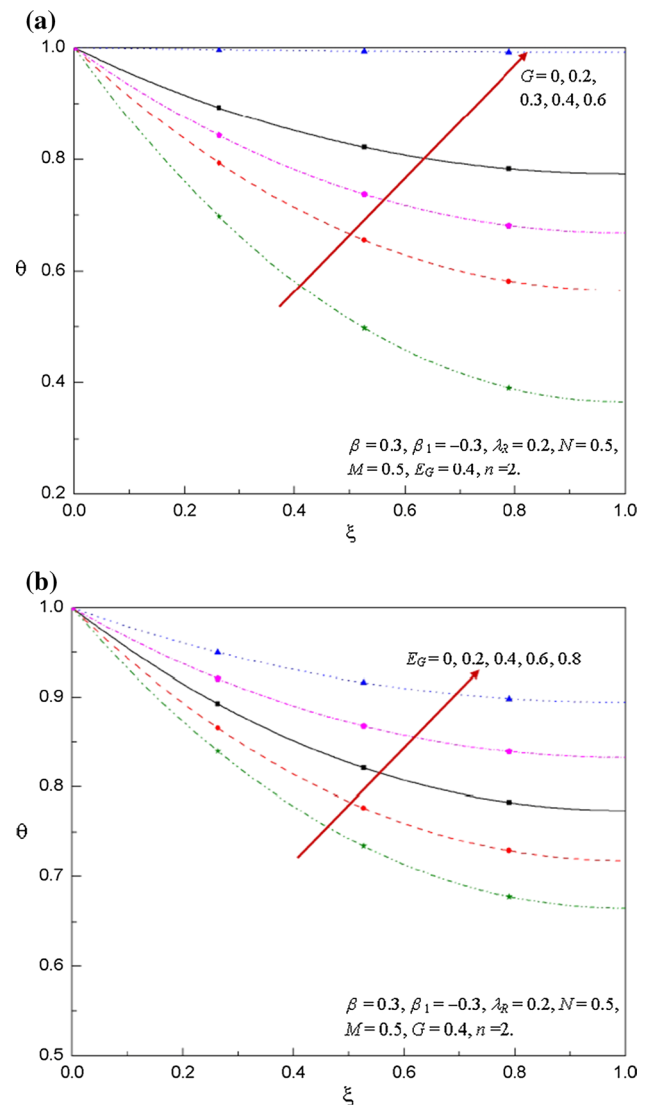 (a)
1.0
G = 0, 0.2,
0.3, 0.4, 0.6
0.8
θ
0.6
0.4
β = 0.3, β₁ = –0.3, λ_R = 0.2, N = 0.5,
M = 0.5, E_G = 0.4, n = 2.
0.2
0.0 0.2 0.4 0.6 0.8 1.0
ξ
(b)
1.0
E_G = 0, 0.2, 0.4, 0.6, 0.8
0.9
0.8
θ
0.7
0.6
β = 0.3, β₁ = –0.3, λ_R = 0.2, N = 0.5,
M = 0.5, G = 0.4, n = 2.
0.5
0.0 0.2 0.4 0.6 0.8 1.0
ξ